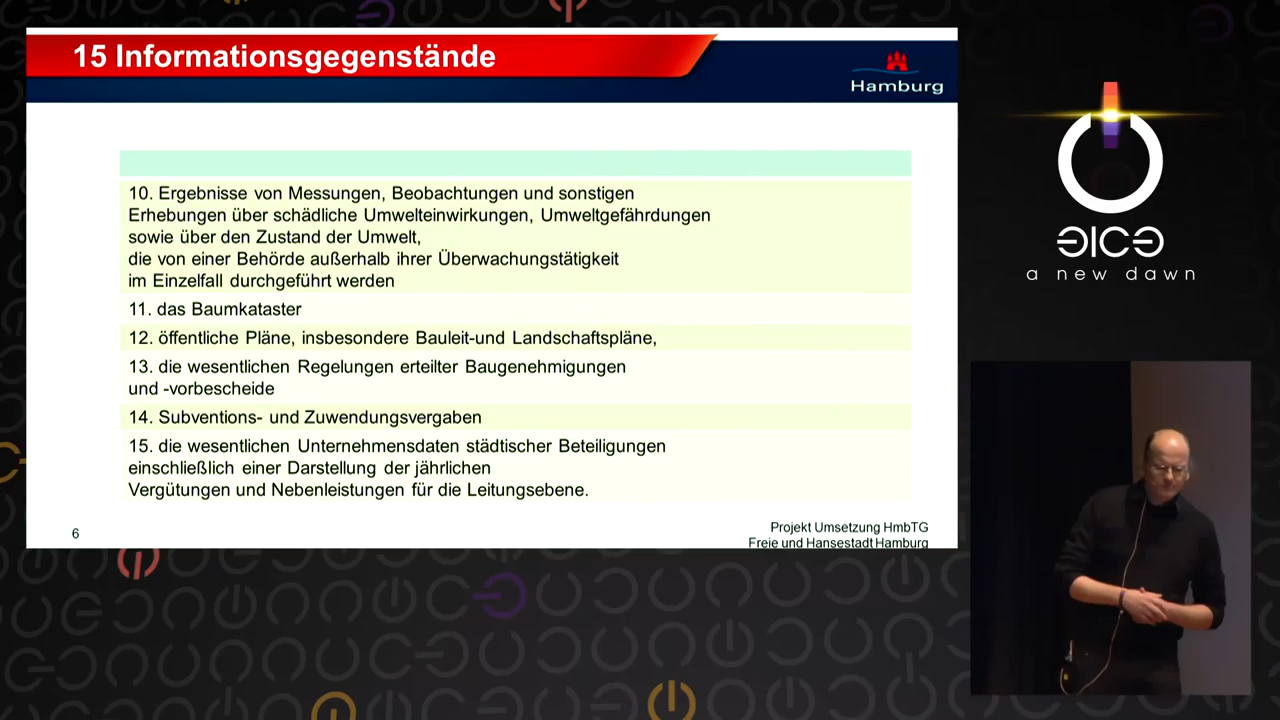 15 Informationsgegenstände
Hamburg
10. Ergebnisse von Messungen, Beobachtungen und sonstigen
Erhebungen über schädliche Umwelteinwirkungen, Umweltgefährdungen
sowie über den Zustand der Umwelt,
die von einer Behörde außerhalb ihrer Überwachungstätigkeit
im Einzelfall durchgeführt werden
11. das Baumkataster
12. öffentliche Pläne, insbesondere Bauleit-und Landschaftspläne,
13. die wesentlichen Regelungen erteilter Baugenehmigungen
und -vorbescheide
14. Subventions- und Zuwendungsvergaben
15. die wesentlichen Unternehmensdaten städtischer Beteiligungen
einschließlich einer Darstellung der jährlichen
Vergütungen und Nebenleistungen für die Leitungsebene.
6
Projekt Umsetzung HmbTG
Freie und Hansestadt Hamburg
a new dawn